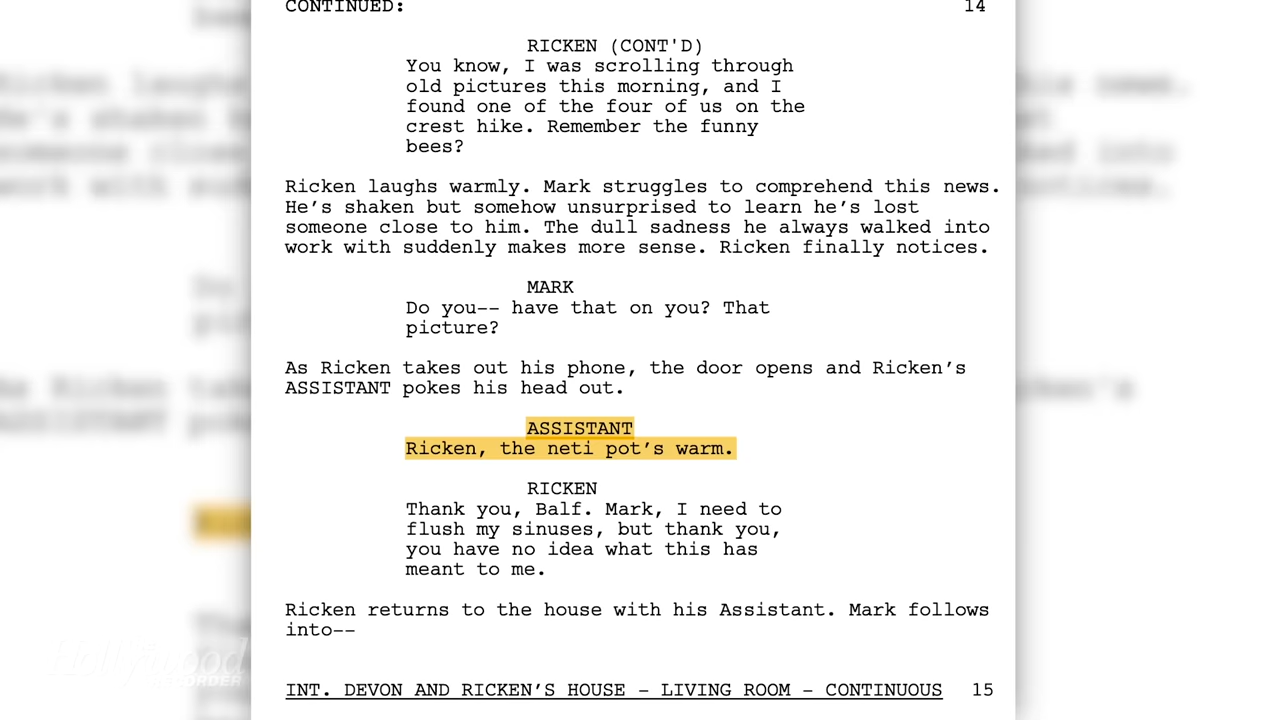 CONTINUED: 14
RICKEN (CONT'D)
You know, I was scrolling through
old pictures this morning, and I
found one of the four of us on the
crest hike. Remember the funny
bees?
Ricken laughs warmly. Mark struggles to comprehend this news.
He’s shaken but somehow unsurprised to learn he’s lost
someone close to him. The dull sadness he always walked into
work with suddenly makes more sense. Ricken finally notices.
MARK
Do you-- have that on you? That
picture?
As Ricken takes out his phone, the door opens and Ricken’s
ASSISTANT pokes his head out.
ASSISTANT
Ricken, the neti pot’s warm.
RICKEN
Thank you, Balf. Mark, I need to
flush my sinuses, but thank you,
you have no idea what this has
meant to me.
Ricken returns to the house with his Assistant. Mark follows
into--
INT. DEVON AND RICKEN’S HOUSE – LIVING ROOM – CONTINUOUS 15
Hollywood